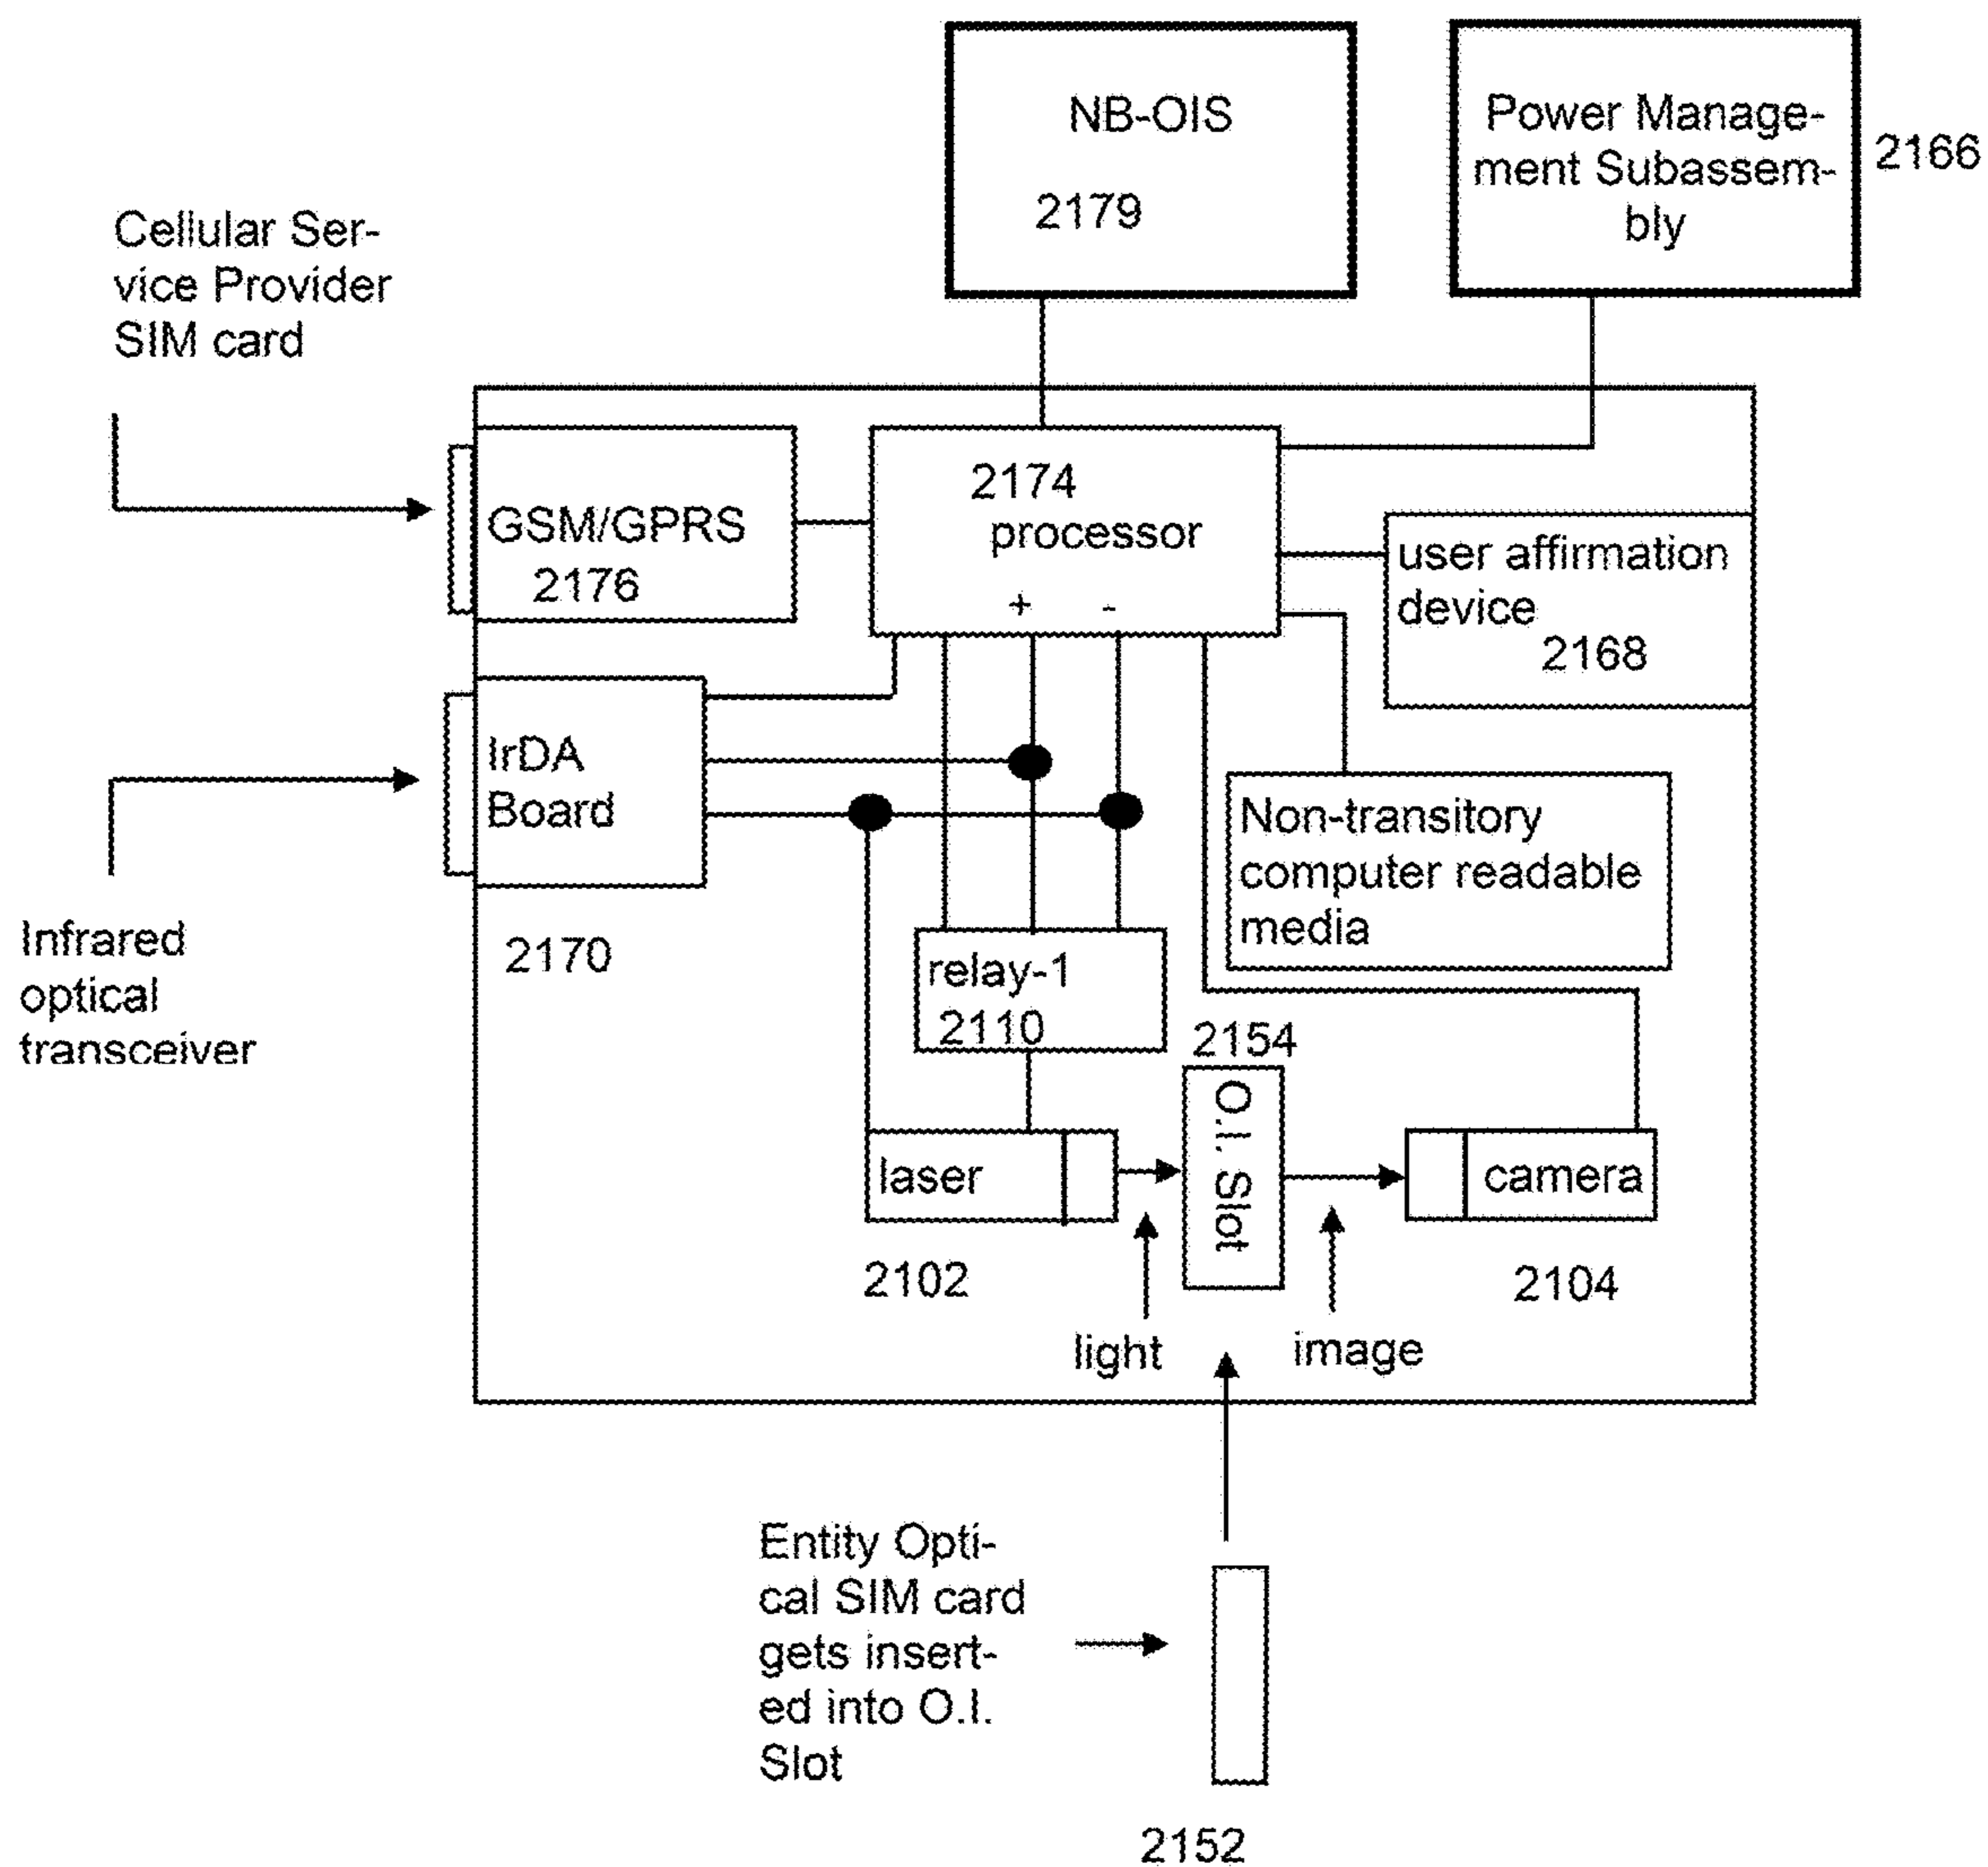 NB-OIS
2179
Power Manage-
ment Subassem-
bly
2166
Cellular Ser-
vice Provider
SIM card
GSM/GPRS
2176
2174
processor
+ -
user affirmation
device
2168
IrDA
Board
2170
Infrared
optical
transceiver
Non-transitory
computer readable
media
relay-1
2110
2154
O.I. Slot
laser
2102
camera
2104
light
image
Entity Opti-
cal SIM card
gets insert-
ed into O.I.
Slot
2152